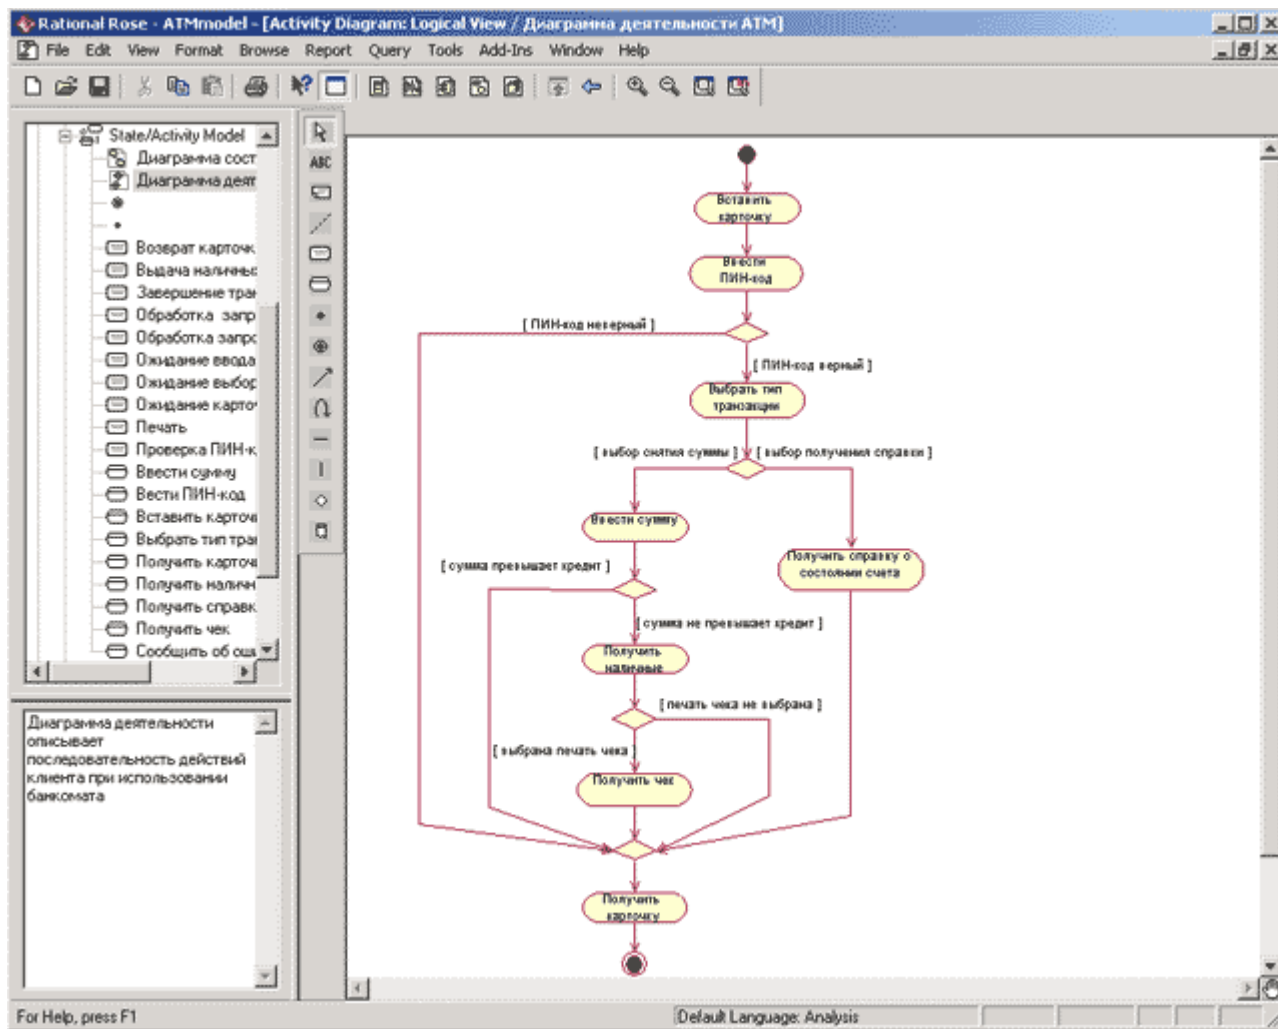 Rational Rose - ATMmodel - [Activity Diagram: Logical View / Диаграмма деятельности ATM]
File Edit View Format Browse Report Query Tools Add-Ins Window Help
State/Activity Model
Диаграмма сост
Диаграмма деят
Возврат карточк
Выдача наличны
Завершение тран
Обработка запр
Обработка запро
Ожидание ввода
Ожидание выбор
Ожидание карто
Печать
Проверка ПИН-к
Ввести сумму
Вести ПИН-код
Вставить карточ
Выбрать тип тран
Получить карточ
Получить наличн
Получить справк
Получить чек
Сообщить об оши
Диаграмма деятельности
описывает
последовательность действий
клиента при использовании
банкомата
ABC
Вставить
карточку
Ввести
ПИН-код
[ ПИН-код неверный ]
[ ПИН-код верный ]
Выбрать тип
транзакции
[ выбор снятия суммы ] [ выбор получения справки ]
Ввести сумму
Получить справку о
состоянии счета
[ сумма превышает кредит ]
[ сумма не превышает кредит ]
Получить
наличные
[ печать чека не выбрана ]
[ выбрана печать чека ]
Получить чек
Получить
карточку
For Help, press F1
Default Language: Analysis